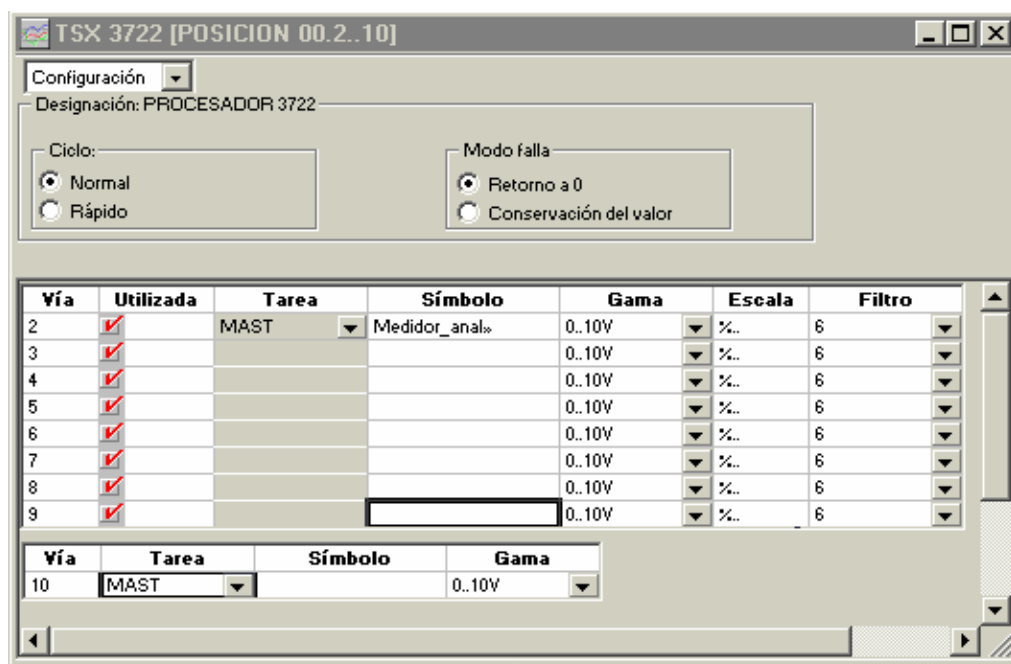 TSX 3722 [POSICION 00.2..10]
Configuración
Designación: PROCESADOR 3722
Ciclo: Modo falla
Normal Retorno a 0
Rápido Conservación del valor
Vía Utilizada Tarea Símbolo Gama Escala Filtro
2 MAST Medidor_anal» 0..10V %.. 6
3 0..10V %.. 6
4 0..10V %.. 6
5 0..10V %.. 6
6 0..10V %.. 6
7 0..10V %.. 6
8 0..10V %.. 6
9 0..10V %.. 6
Vía Tarea Símbolo Gama
10 MAST 0..10V